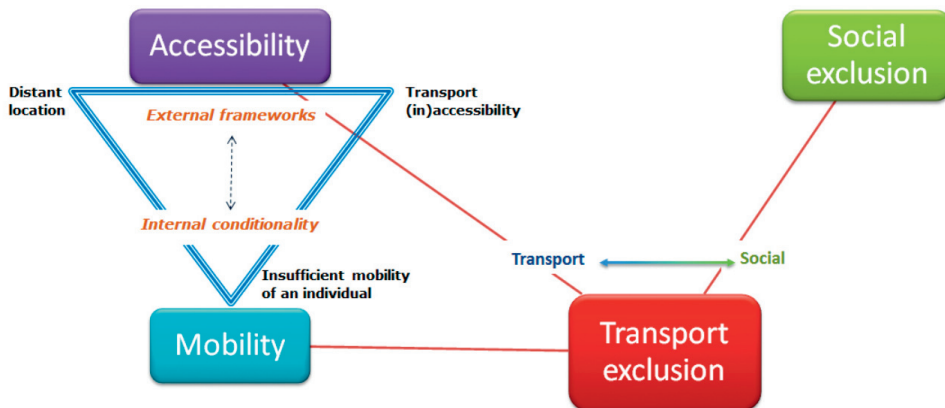 Accessibility
Social
exclusion
Distant
location
Transport
(in)accessibility
External frameworks
Internal conditionality
Transport
Social
Insufficient mobility
of an individual
Mobility
Transport
exclusion